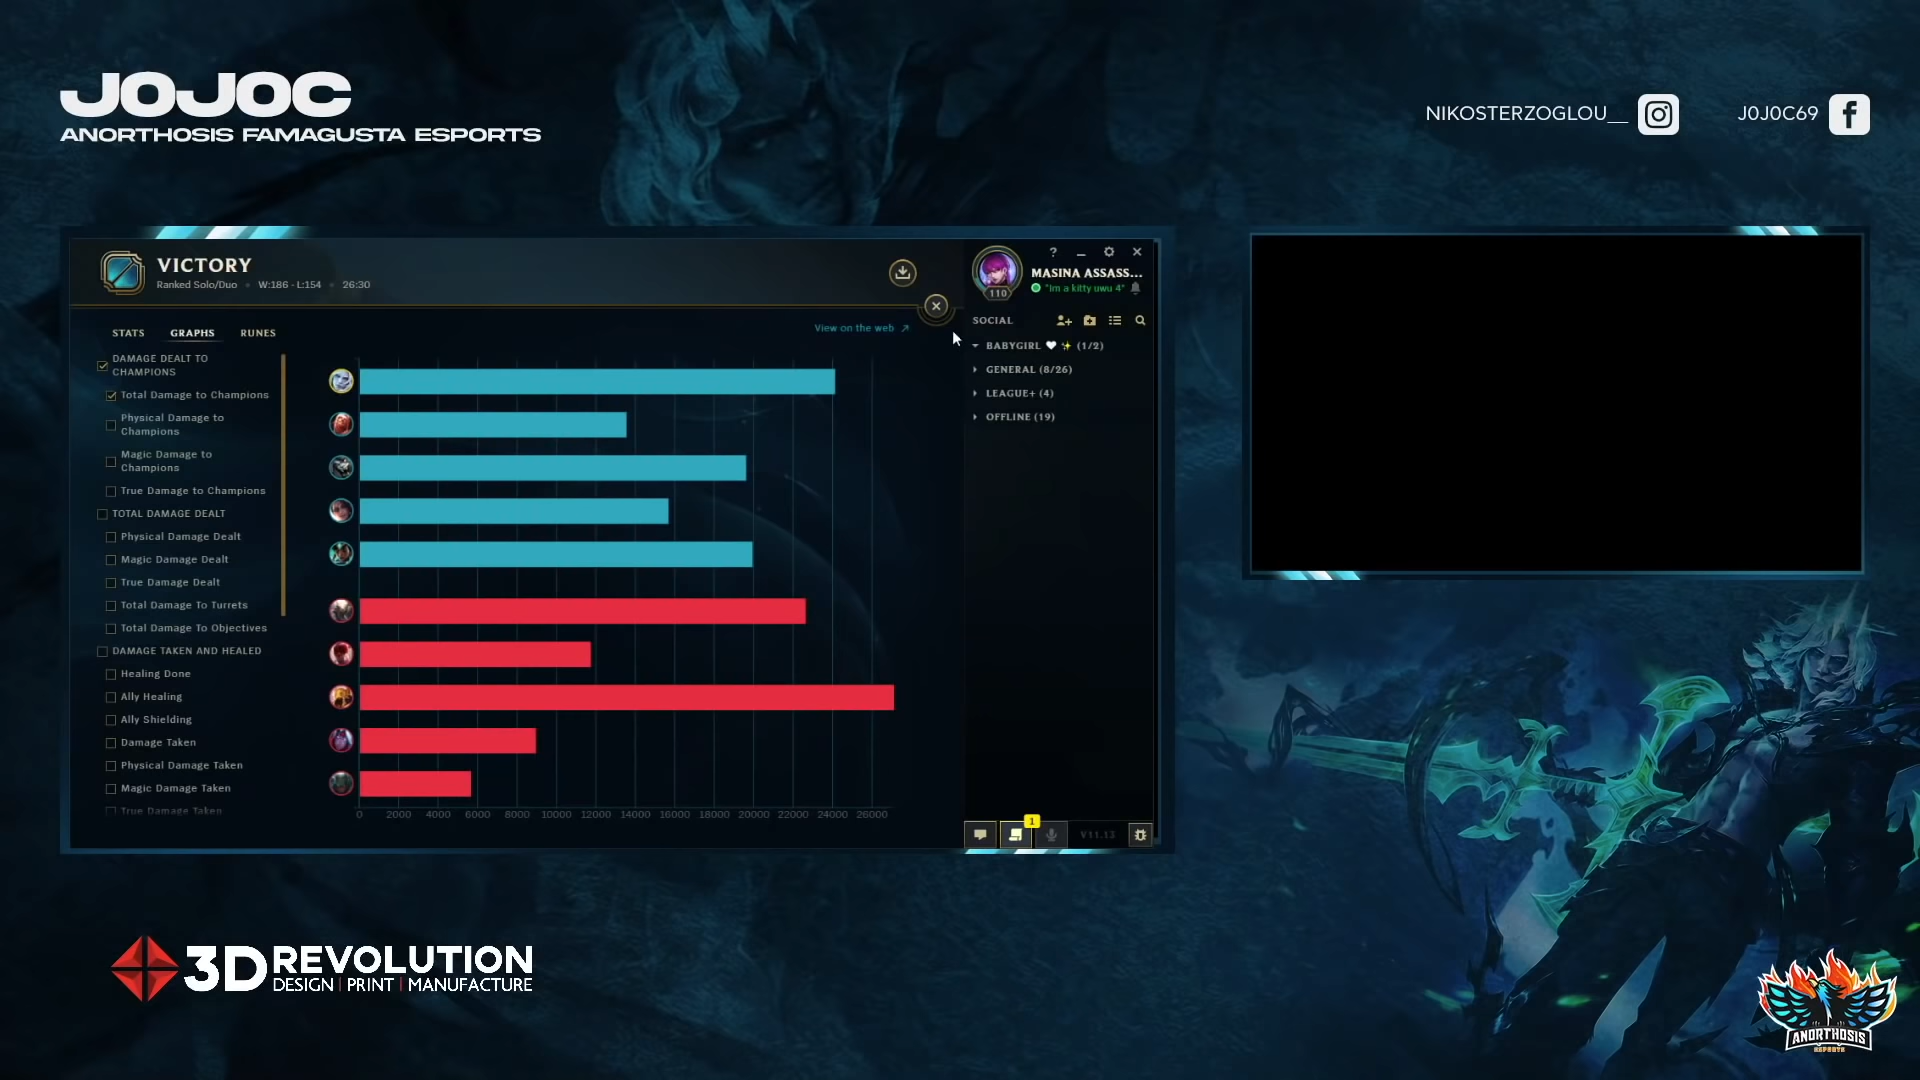 JOJOC
ANORTHOSIS FAMAGUSTA ESPORTS
NIKOSTERZOGLOU__
J0J0C69
VICTORY
Ranked Solo/Duo • W:186 - L:154 • 26:30
STATS GRAPHS RUNES
View on the web
DAMAGE DEALT TO
CHAMPIONS
Total Damage to Champions
Physical Damage to
Champions
Magic Damage to
Champions
True Damage to Champions
TOTAL DAMAGE DEALT
Physical Damage Dealt
Magic Damage Dealt
True Damage Dealt
Total Damage To Turrets
Total Damage To Objectives
DAMAGE TAKEN AND HEALED
Healing Done
Ally Healing
Ally Shielding
Damage Taken
Physical Damage Taken
Magic Damage Taken
True Damage Taken
0 2000 4000 6000 8000 10000 12000 14000 16000 18000 20000 22000 24000 26000
110
?
MASINA ASSASS...
"Im a kitty uwu 4"
SOCIAL
BABYGIRL 🤍 ✨ (1/2)
GENERAL (8/26)
LEAGUE+ (4)
OFFLINE (19)
1
V11.13
3D REVOLUTION
DESIGN | PRINT | MANUFACTURE
ANORTHOSIS
ESPORTS